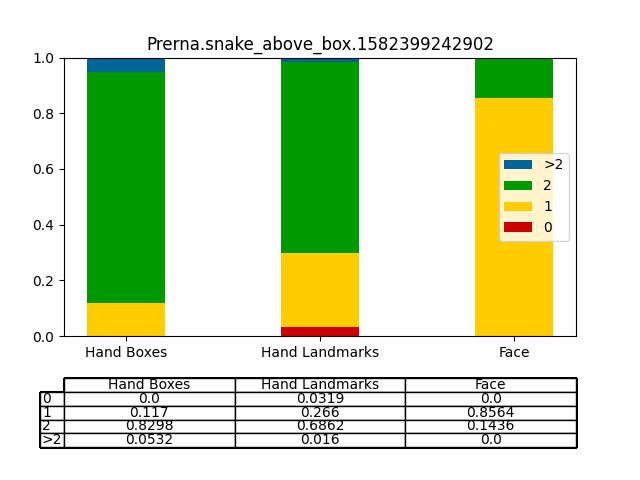 Prerna.snake_above_box.1582399242902
1.0
0.8
0.6
0.4
0.2
0.0
>2
2
1
0
Hand Boxes Hand Landmarks Face
Hand Boxes Hand Landmarks Face
0 0.0 0.0319 0.0
1 0.117 0.266 0.8564
2 0.8298 0.6862 0.1436
>2 0.0532 0.016 0.0